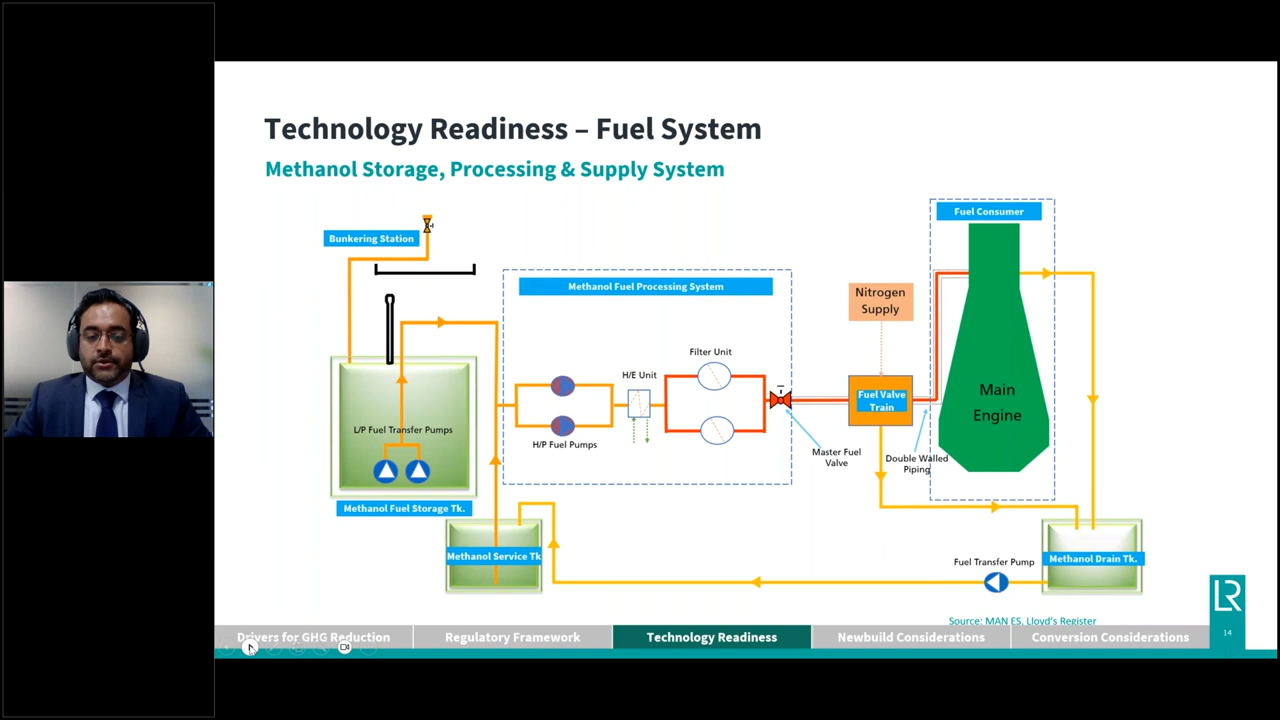 Technology Readiness – Fuel System
Methanol Storage, Processing & Supply System
Bunkering Station
Fuel Consumer
Methanol Fuel Processing System
Nitrogen
Supply
Filter Unit
H/E Unit
Fuel Valve
Train
Main
Engine
L/P Fuel Transfer Pumps
H/P Fuel Pumps
Master Fuel
Valve
Double Walled
Piping
Methanol Fuel Storage Tk.
Methanol Service Tk
Fuel Transfer Pump
Methanol Drain Tk.
Source: MAN ES, Lloyd's Register
LR
14
Drivers for GHG Reduction
Regulatory Framework
Technology Readiness
Newbuild Considerations
Conversion Considerations